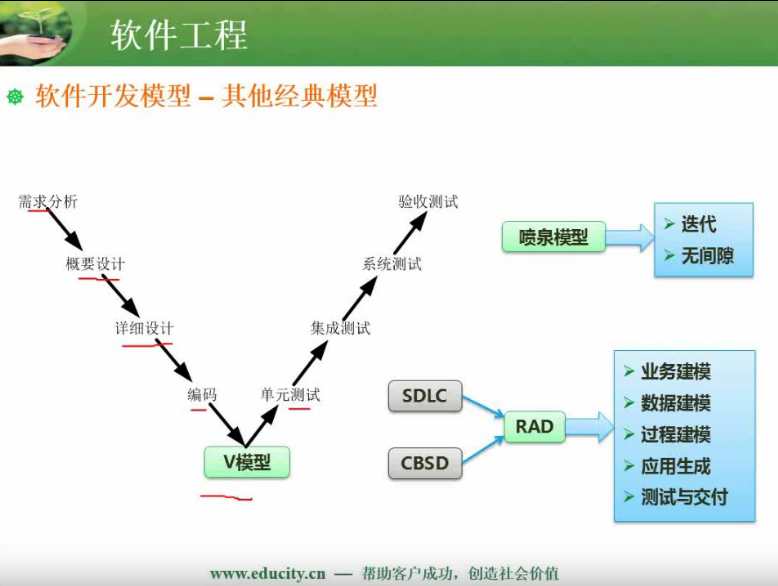 软件工程
软件开发模型 – 其他经典模型
需求分析
概要设计
详细设计
编码
V模型
单元测试
集成测试
系统测试
验收测试
喷泉模型
迭代
无间隙
SDLC
CBSD
RAD
业务建模
数据建模
过程建模
应用生成
测试与交付
www.educity.cn — 帮助客户成功，创造社会价值